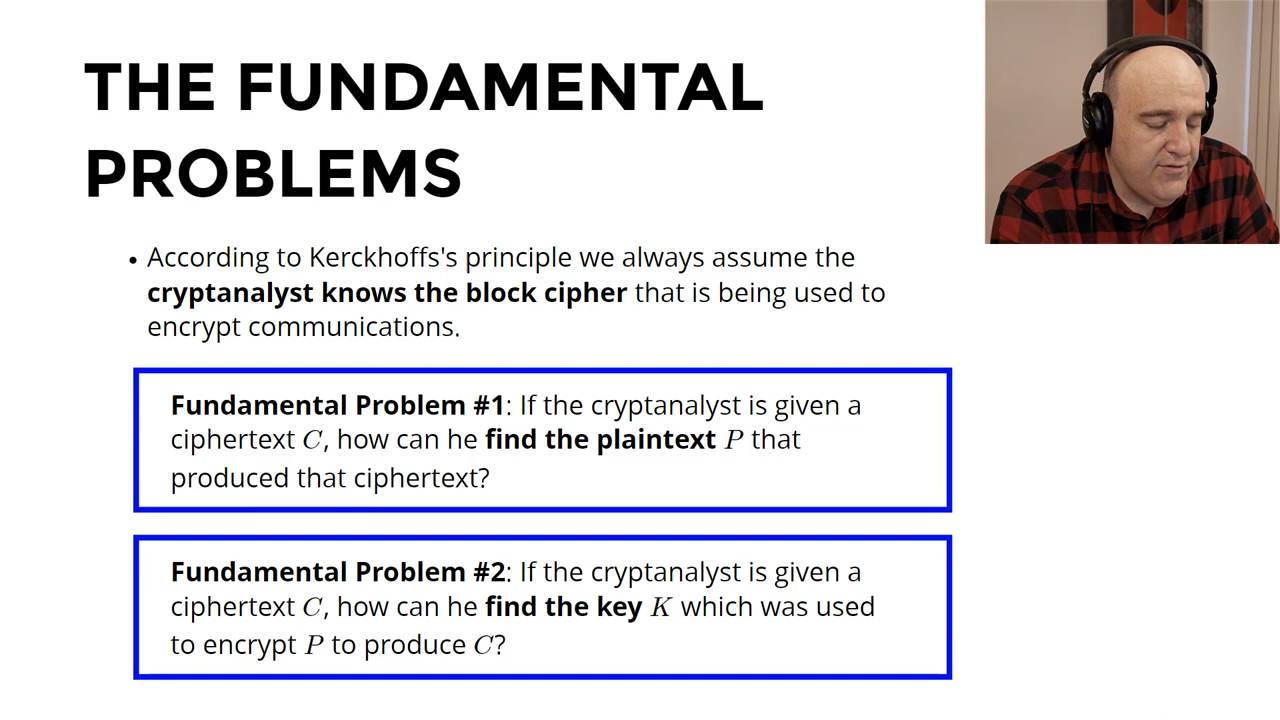 THE FUNDAMENTAL
PROBLEMS
• According to Kerckhoffs's principle we always assume the
cryptanalyst knows the block cipher that is being used to
encrypt communications.
Fundamental Problem #1: If the cryptanalyst is given a
ciphertext C, how can he find the plaintext P that
produced that ciphertext?
Fundamental Problem #2: If the cryptanalyst is given a
ciphertext C, how can he find the key K which was used
to encrypt P to produce C?